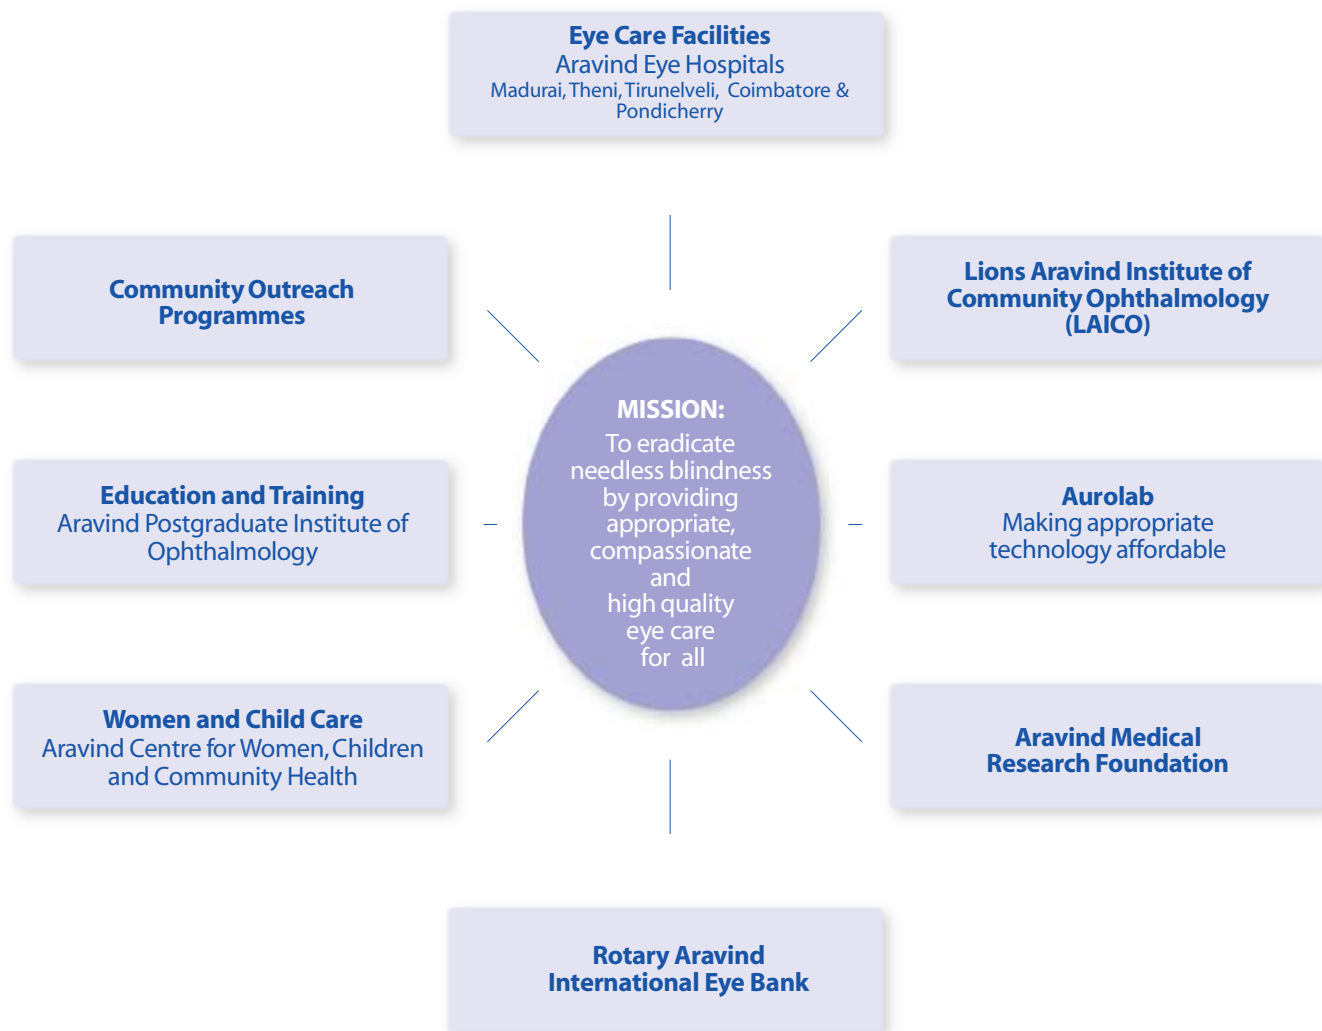 Eye Care Facilities
Aravind Eye Hospitals
Madurai, Theni, Tirunelveli, Coimbatore &
Pondicherry
Community Outreach
Programmes
Lions Aravind Institute of
Community Ophthalmology
(LAICO)
MISSION:
To eradicate
needless blindness
by providing
appropriate,
compassionate
and
high quality
eye care
for all
Education and Training
Aravind Postgraduate Institute of
Ophthalmology
Aurolab
Making appropriate
technology affordable
Women and Child Care
Aravind Centre for Women, Children
and Community Health
Aravind Medical
Research Foundation
Rotary Aravind
International Eye Bank